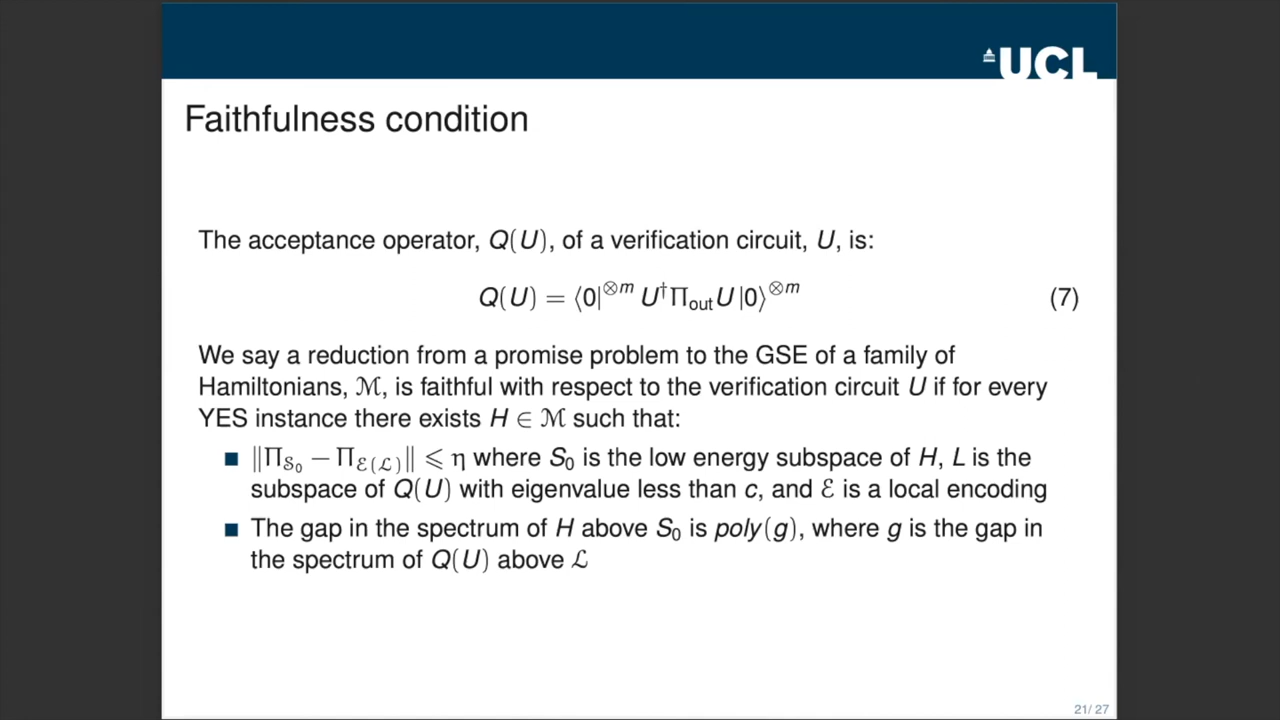 UCL
Faithfulness condition
The acceptance operator, Q(U), of a verification circuit, U, is:
Q(U) = ⟨0|^{⊗m} U†Π_out U |0⟩^{⊗m} (7)
We say a reduction from a promise problem to the GSE of a family of
Hamiltonians, ℳ, is faithful with respect to the verification circuit U if for every
YES instance there exists H ∈ ℳ such that:
■ ‖Π_{𝒮₀} − Π_{ℰ(ℒ)}‖ ⩽ η where S₀ is the low energy subspace of H, L is the
subspace of Q(U) with eigenvalue less than c, and ℰ is a local encoding
■ The gap in the spectrum of H above S₀ is poly(g), where g is the gap in
the spectrum of Q(U) above ℒ
21/ 27